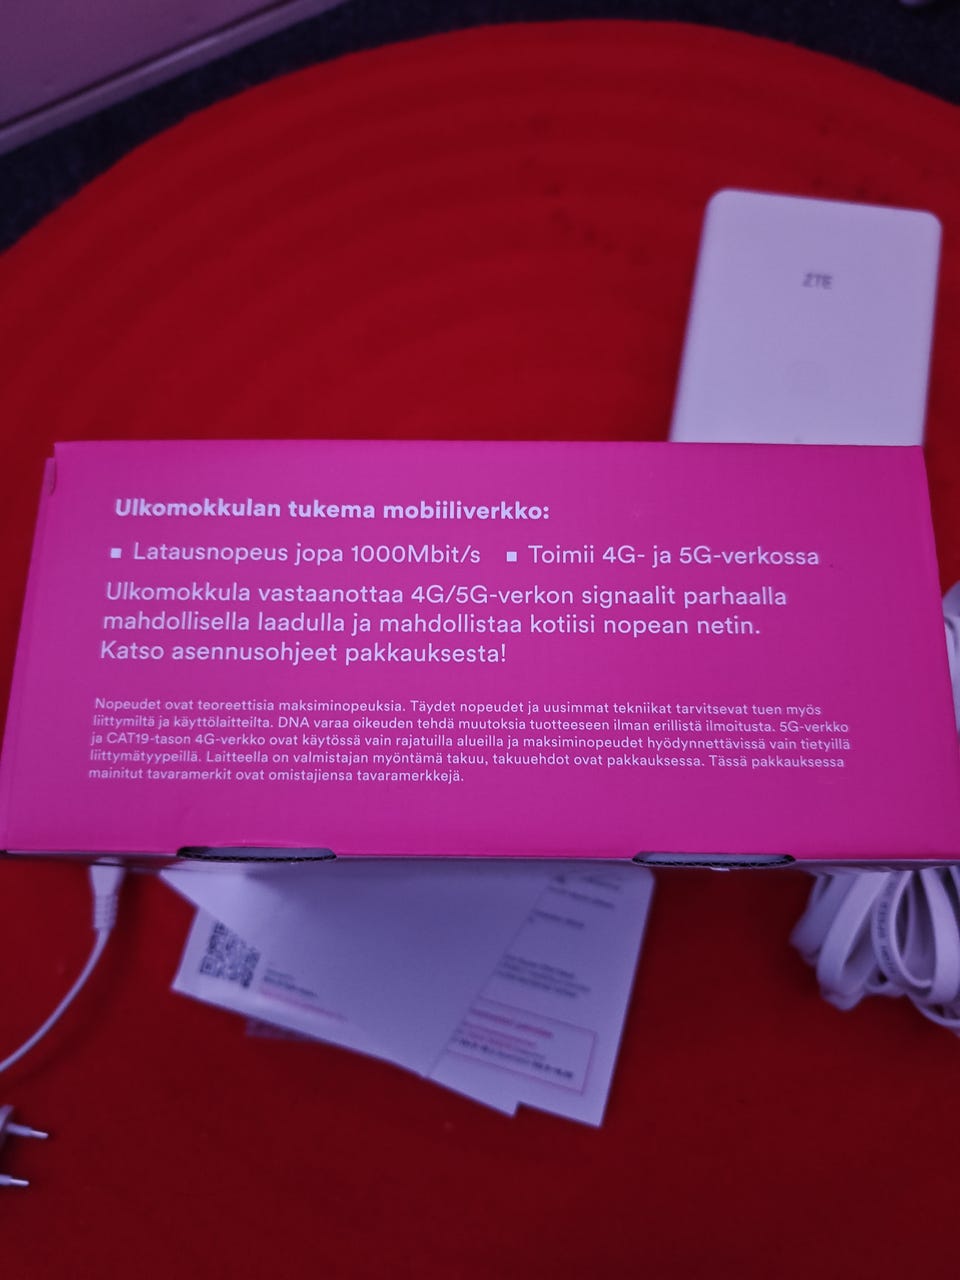 ZTE
Ulkomokkulan tukema mobiiliverkko:
▪ Latausnopeus jopa 1000Mbit/s ▪ Toimii 4G- ja 5G-verkossa
Ulkomokkula vastaanottaa 4G/5G-verkon signaalit parhaalla
mahdollisella laadulla ja mahdollistaa kotiisi nopean netin.
Katso asennusohjeet pakkauksesta!
Nopeudet ovat teoreettisia maksiminopeuksia. Täydet nopeudet ja uusimmat tekniikat tarvitsevat tuen myös
liittymiltä ja käyttölaitteilta. DNA varaa oikeuden tehdä muutoksia tuotteeseen ilman erillistä ilmoitusta. 5G-verkko
ja CAT19-tason 4G-verkko ovat käytössä vain rajatuilla alueilla ja maksiminopeudet hyödynnettävissä vain tietyillä
liittymätyypeillä. Laitteella on valmistajan myöntämä takuu, takuuehdot ovat pakkauksessa. Tässä pakkauksessa
mainitut tavaramerkit ovat omistajiensa tavaramerkkejä.